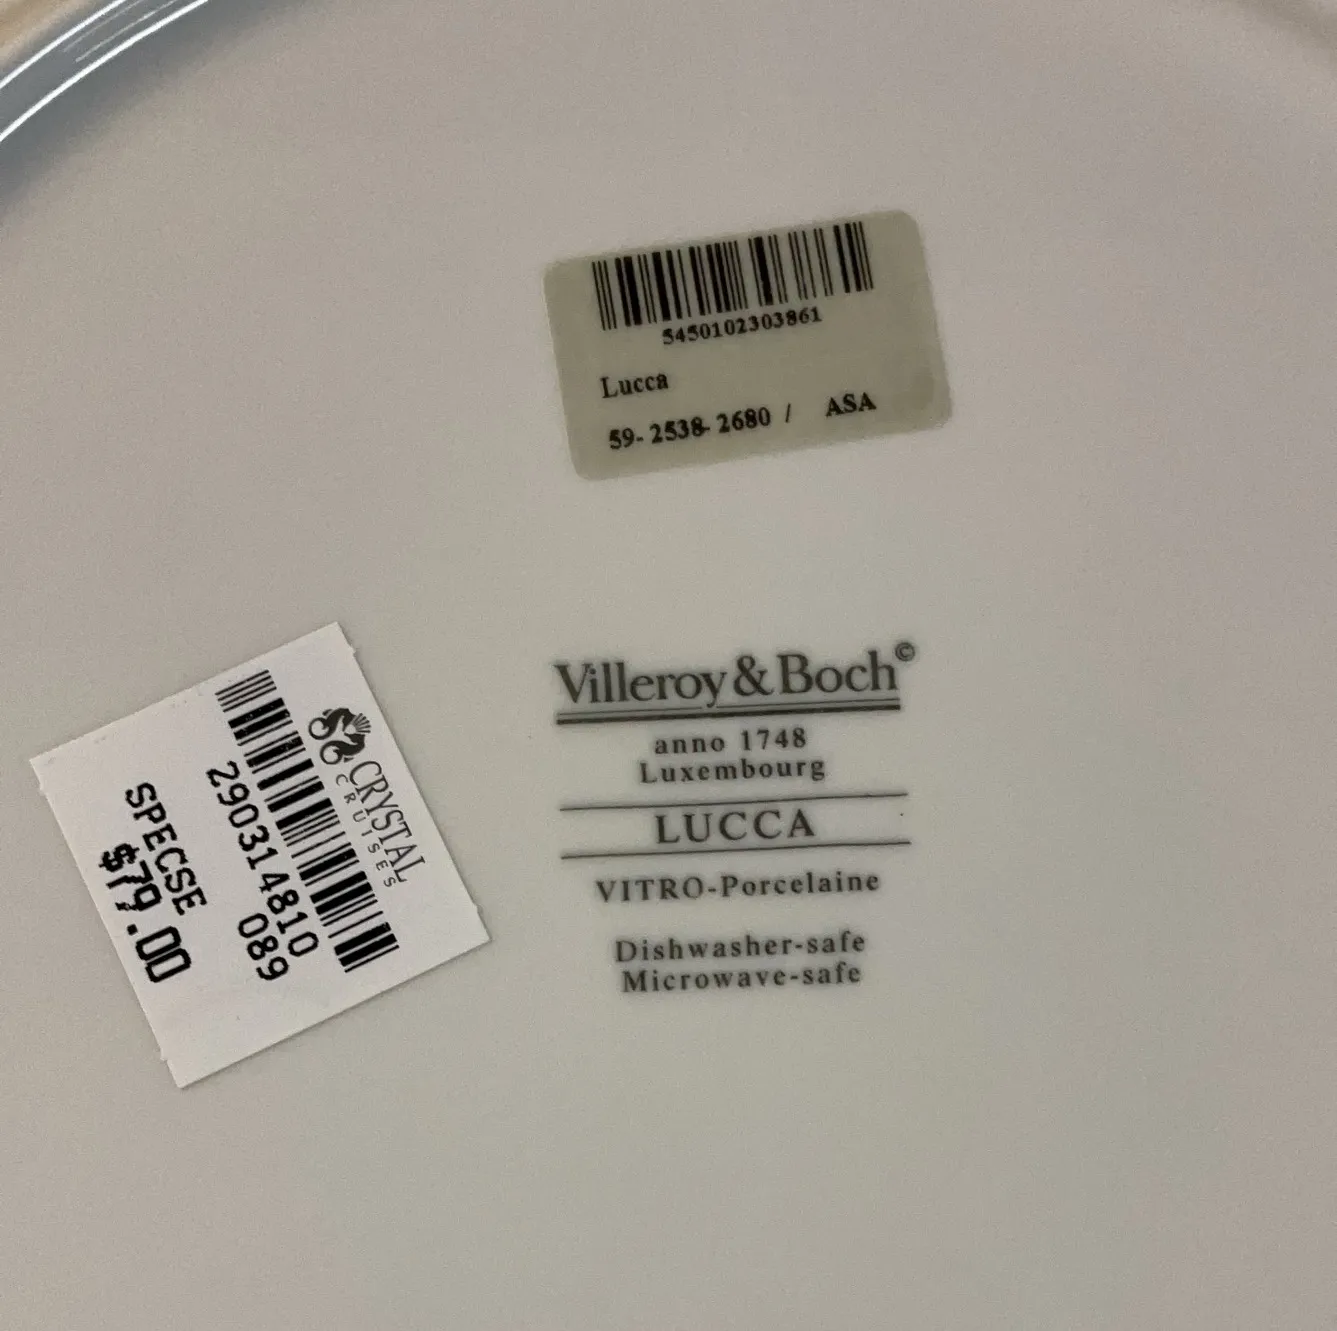 5450102303861
Lucca
59-2538-2680 / ASA
Villeroy & Boch©
anno 1748
Luxembourg
LUCCA
VITRO-Porcelaine
Dishwasher-safe
Microwave-safe
CRYSTAL
CRUISES
290314810
089
SPECSE
$79.00